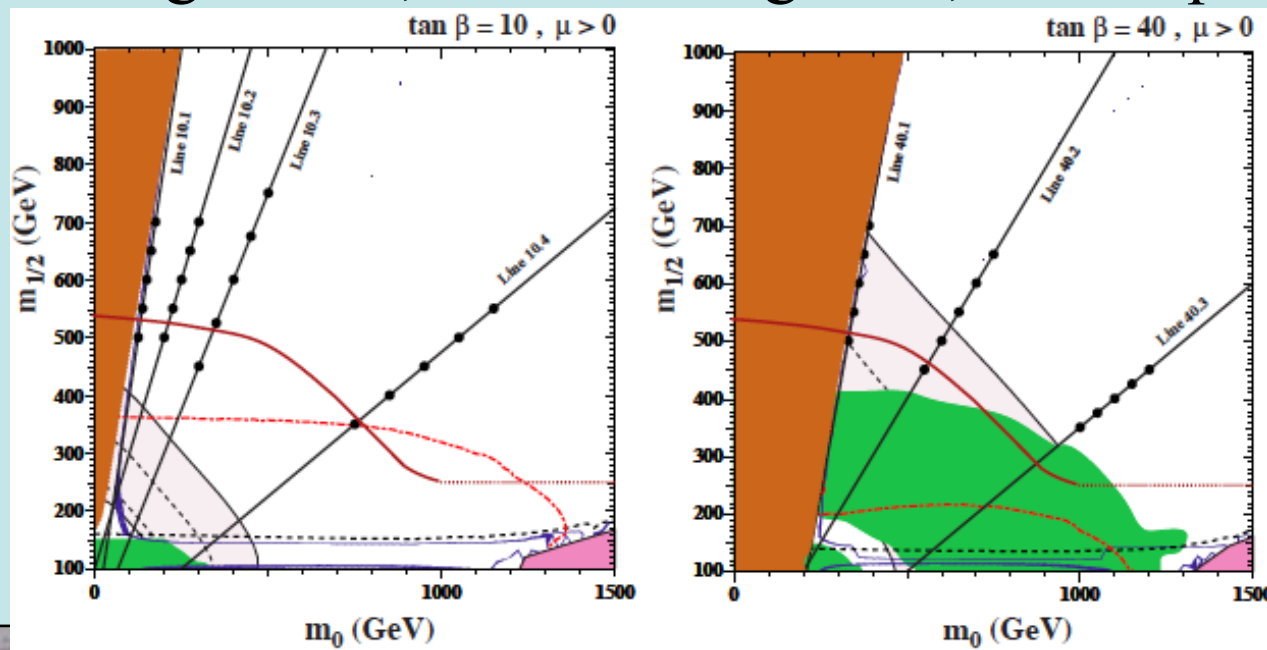 tan β = 10 , μ > 0
1000
900
800
700
600
500
400
300
200
100
m1/2 (GeV)
Line 10.1
Line 10.2
Line 10.3
Line 10.4
0
1000
1500
m0 (GeV)
tan β = 40 , μ > 0
1000
900
800
700
600
500
400
300
200
100
m1/2 (GeV)
Line 40.1
Line 40.2
Line 40.3
0
1000
1500
m0 (GeV)